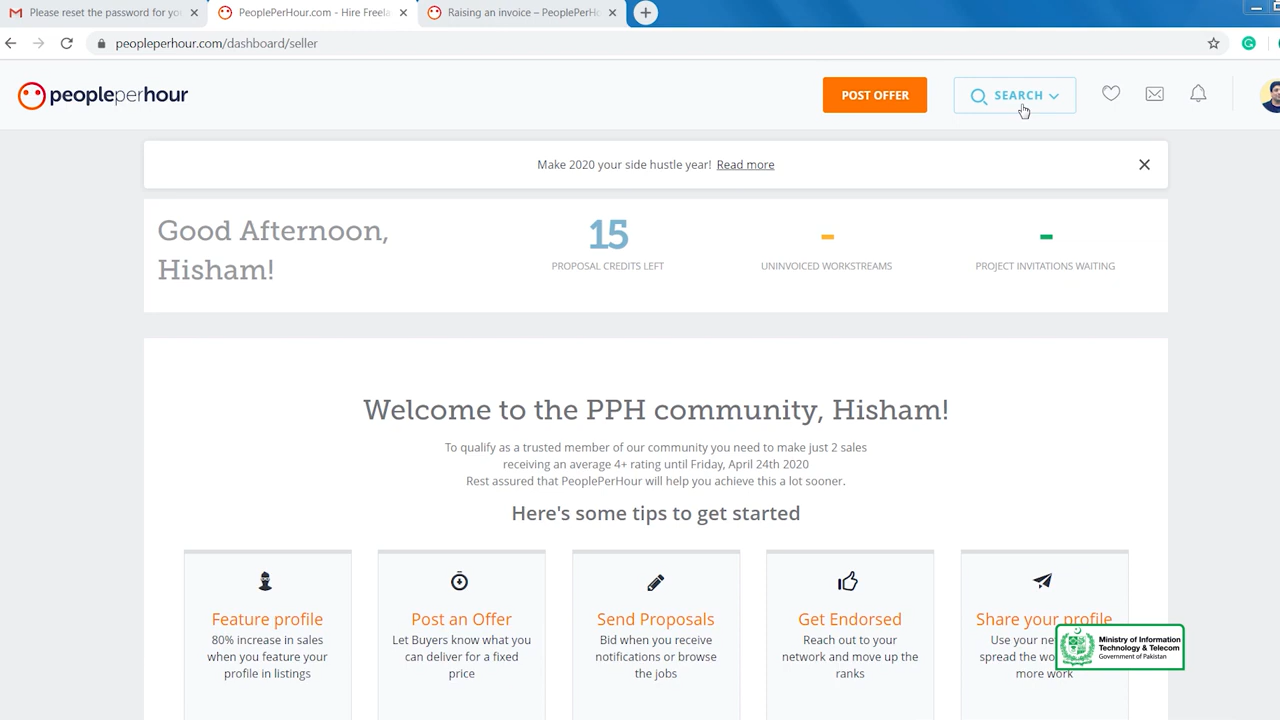 Please reset the password for yo
PeoplePerHour.com - Hire Freela
Raising an invoice – PeoplePerH
peopleperhour.com/dashboard/seller
peopleperhour
POST OFFER
SEARCH
Make 2020 your side hustle year! Read more
Good Afternoon,
Hisham!
15
PROPOSAL CREDITS LEFT
-
UNINVOICED WORKSTREAMS
-
PROJECT INVITATIONS WAITING
Welcome to the PPH community, Hisham!
To qualify as a trusted member of our community you need to make just 2 sales
receiving an average 4+ rating until Friday, April 24th 2020
Rest assured that PeoplePerHour will help you achieve this a lot sooner.
Here's some tips to get started
Feature profile
80% increase in sales
when you feature your
profile in listings
Post an Offer
Let Buyers know what you
can deliver for a fixed
price
Send Proposals
Bid when you receive
notifications or browse
the jobs
Get Endorsed
Reach out to your
network and move up the
ranks
Share your profile
Use your ne
spread the wo
more work
Ministry of Information
Technology & Telecom
Government of Pakistan